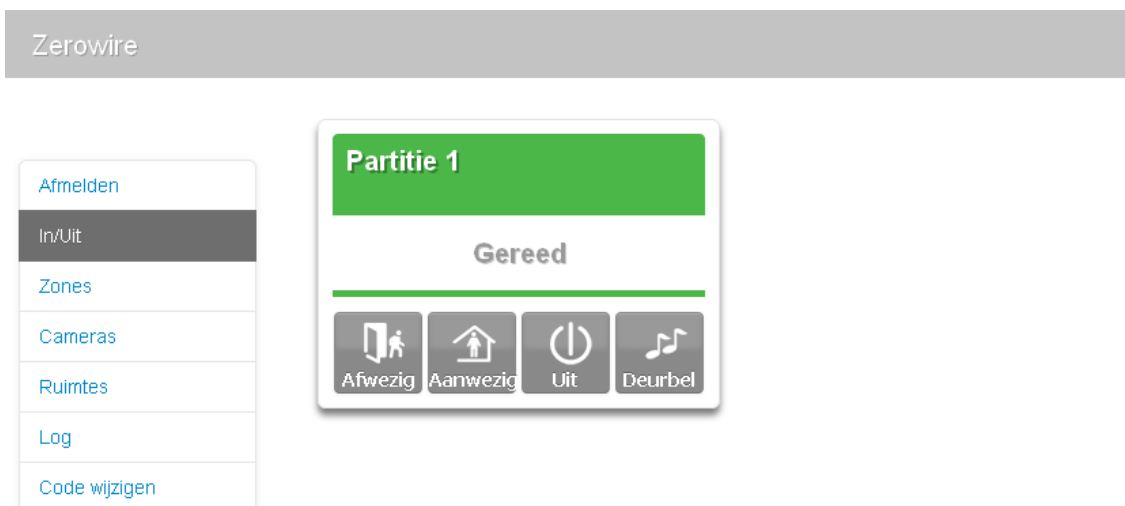 Zerowire
Afmelden
In/Uit
Zones
Cameras
Ruimtes
Log
Code wijzigen
Partitie 1
Gereed
Afwezig Aanwezig Uit Deurbel